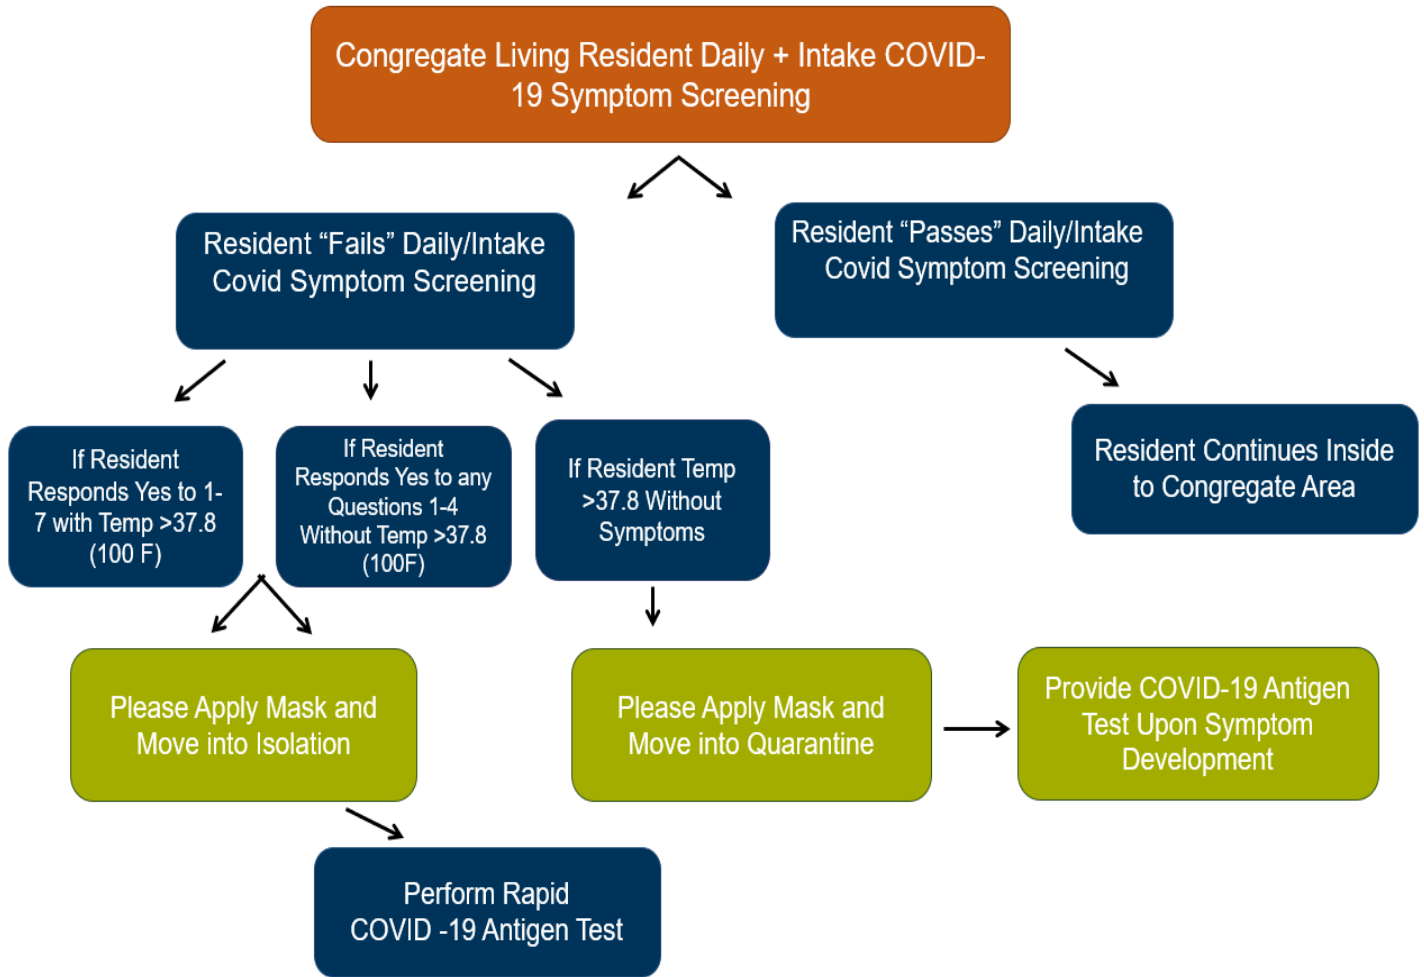 Congregate Living Resident Daily + Intake COVID-
19 Symptom Screening
Resident “Fails” Daily/Intake
Covid Symptom Screening
Resident “Passes” Daily/Intake
Covid Symptom Screening
If Resident
Responds Yes to 1-
7 with Temp >37.8
(100 F)
If Resident
Responds Yes to any
Questions 1-4
Without Temp >37.8
(100F)
If Resident Temp
>37.8 Without
Symptoms
Resident Continues Inside
to Congregate Area
Please Apply Mask and
Move into Isolation
Please Apply Mask and
Move into Quarantine
Provide COVID-19 Antigen
Test Upon Symptom
Development
Perform Rapid
COVID -19 Antigen Test